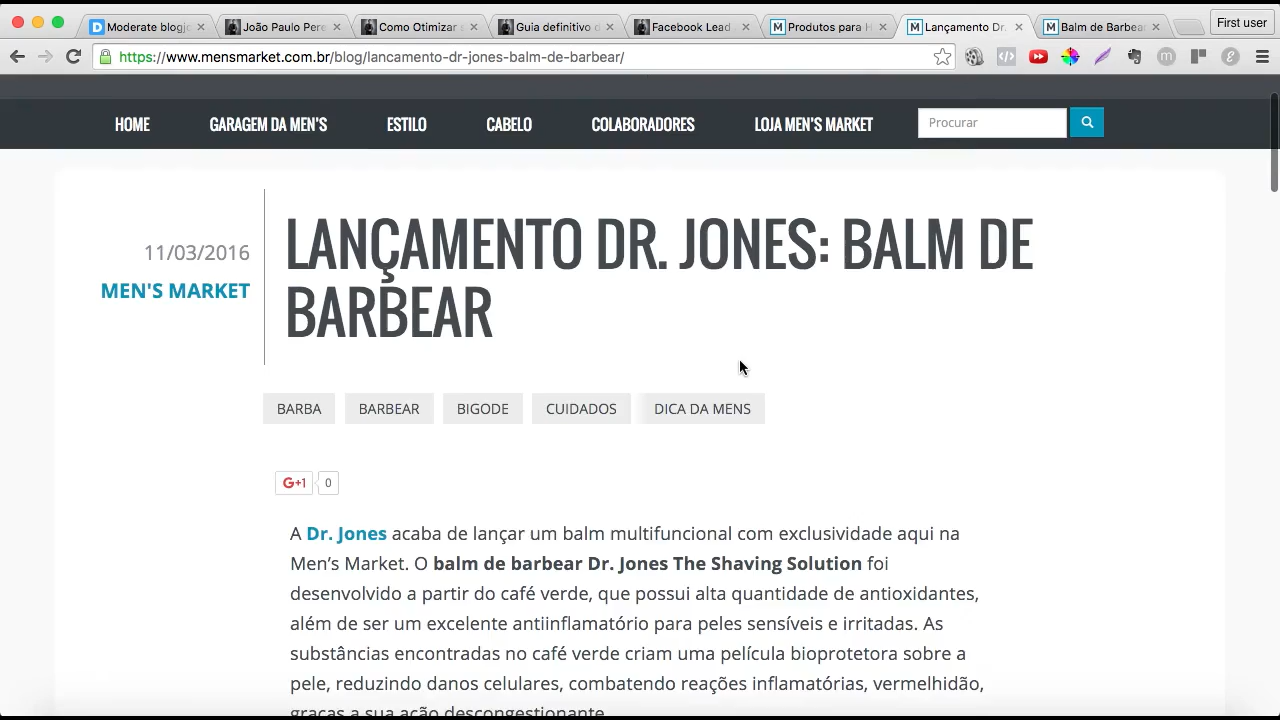 Moderate blogjo
João Paulo Pere
Como Otimizar s
Guia definitivo d
Facebook Lead
Produtos para H
Lançamento Dr.
Balm de Barbear
First user
https://www.mensmarket.com.br/blog/lancamento-dr-jones-balm-de-barbear/
HOME
GARAGEM DA MEN'S
ESTILO
CABELO
COLABORADORES
LOJA MEN'S MARKET
Procurar
11/03/2016
MEN'S MARKET
LANÇAMENTO DR. JONES: BALM DE
BARBEAR
BARBA
BARBEAR
BIGODE
CUIDADOS
DICA DA MENS
G+1
0
A Dr. Jones acaba de lançar um balm multifuncional com exclusividade aqui na
Men's Market. O balm de barbear Dr. Jones The Shaving Solution foi
desenvolvido a partir do café verde, que possui alta quantidade de antioxidantes,
além de ser um excelente antiinflamatório para peles sensíveis e irritadas. As
substâncias encontradas no café verde criam uma película bioprotetora sobre a
pele, reduzindo danos celulares, combatendo reações inflamatórias, vermelhidão,
graças a sua ação descongestionante.